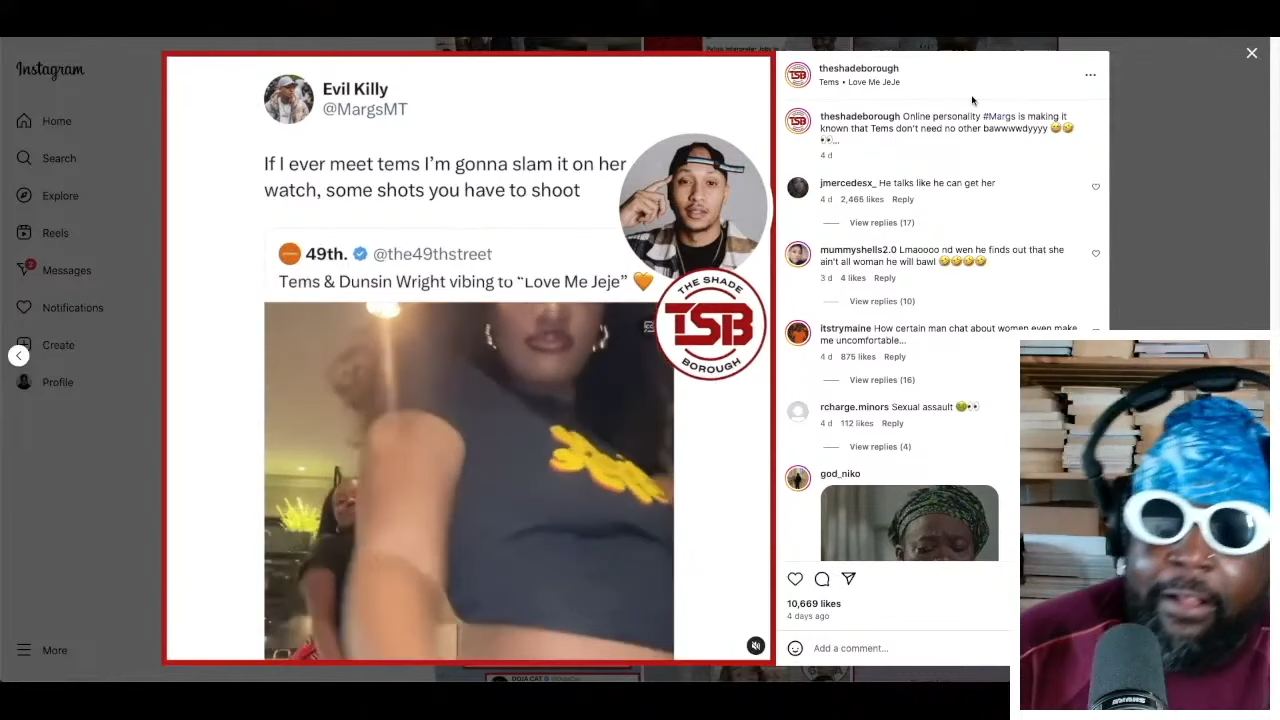 Instagram
Home
Search
Explore
Reels
2
Messages
Notifications
Create
Profile
More
Evil Killy
@MargsMT
If I ever meet tems I'm gonna slam it on her
watch, some shots you have to shoot
49th. @the49thstreet
Tems & Dunsin Wright vibing to "Love Me Jeje" 🧡
THE SHADE
TSB
BOROUGH
theshadeborough
Tems • Love Me JeJe
theshadeborough Online personality #Margs is making it
known that Tems don't need no other bawwwwdyyyy 😅🤣
👀...
4 d
jmercedesx_ He talks like he can get her
4 d 2,465 likes Reply
View replies (17)
mummyshells2.0 Lmaoooo nd wen he finds out that she
ain't all woman he will bawl 🤣🤣🤣🤣
3 d 4 likes Reply
View replies (10)
itstrymaine How certain man chat about women even make
me uncomfortable...
4 d 875 likes Reply
View replies (16)
rcharge.minors Sexual assault 🤢👀
4 d 112 likes Reply
View replies (4)
god_niko
10,669 likes
4 days ago
Add a comment...
DOJA CAT